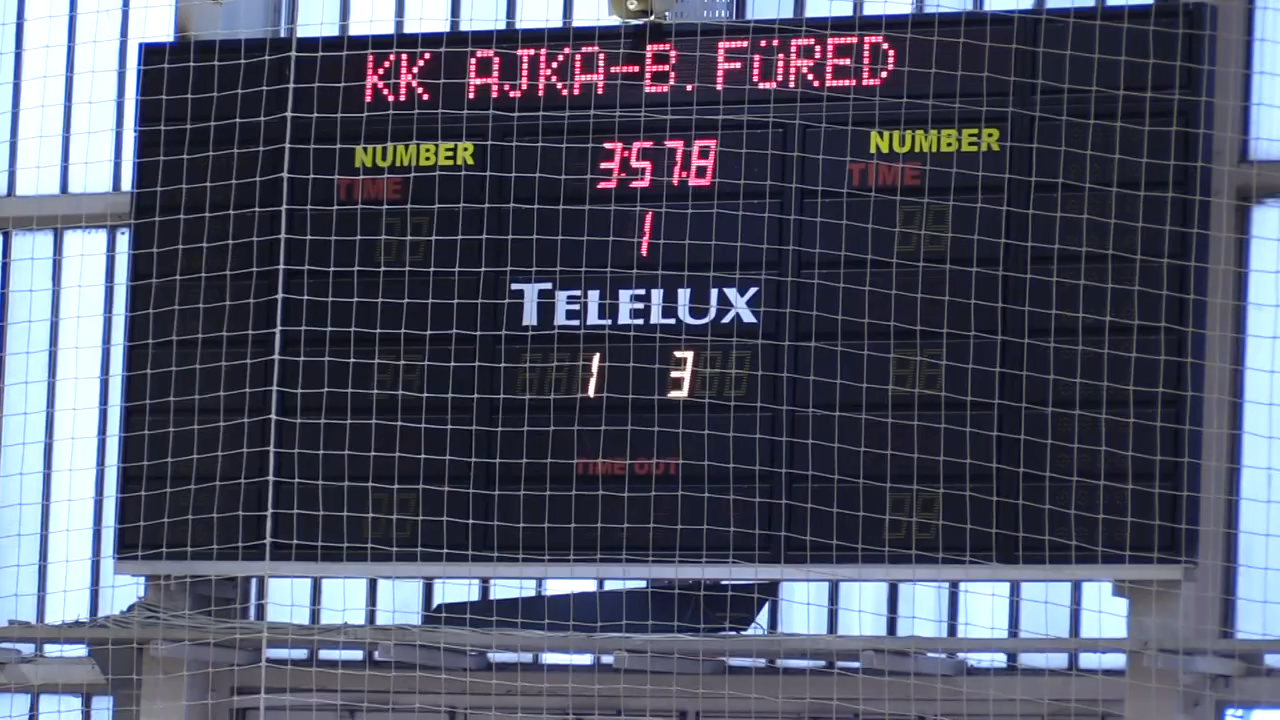 KK AJKA-B.FÜRED
NUMBER 3:57.8 NUMBER
TIME TIME
1
TELELUX
1 3
TIME OUT